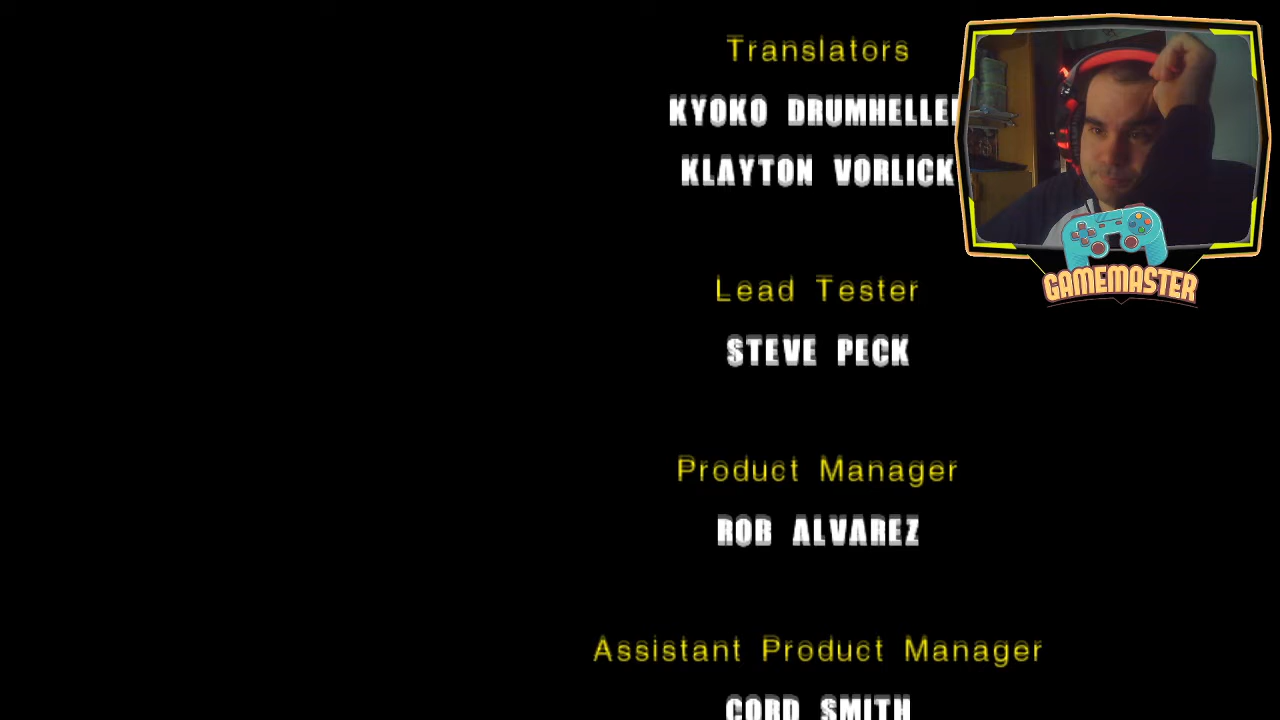 Translators
KYOKO DRUMHELLER
KLAYTON VORLICK
GAMEMASTER
Lead Tester
STEVE PECK
Product Manager
ROB ALVAREZ
Assistant Product Manager
CORD SMITH